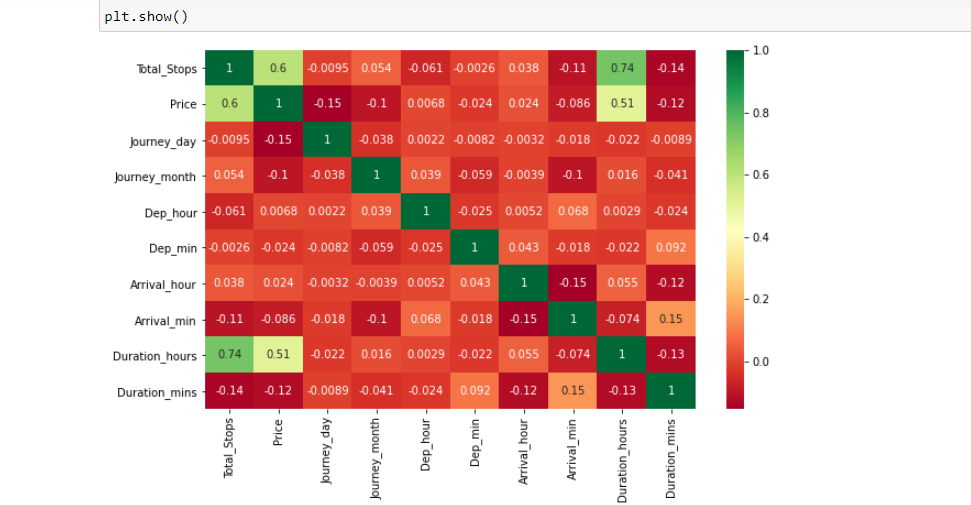 plt.show()
Total_Stops 1 0.6 -0.0095 0.054 -0.061 -0.0026 0.038 -0.11 0.74 -0.14
Price 0.6 1 -0.15 -0.1 0.0068 -0.024 0.024 -0.086 0.51 -0.12
Journey_day -0.0095 -0.15 1 -0.038 0.0022 -0.0082 -0.0032 -0.018 -0.022 -0.0089
Journey_month 0.054 -0.1 -0.038 1 0.039 -0.059 -0.0039 -0.1 0.016 -0.041
Dep_hour -0.061 0.0068 0.0022 0.039 1 -0.025 0.0052 0.068 0.0029 -0.024
Dep_min -0.0026 -0.024 -0.0082 -0.059 -0.025 1 0.043 -0.018 -0.022 0.092
Arrival_hour 0.038 0.024 -0.0032 -0.0039 0.0052 0.043 1 -0.15 0.055 -0.12
Arrival_min -0.11 -0.086 -0.018 -0.1 0.068 -0.018 -0.15 1 -0.074 0.15
Duration_hours 0.74 0.51 -0.022 0.016 0.0029 -0.022 0.055 -0.074 1 -0.13
Duration_mins -0.14 -0.12 -0.0089 -0.041 -0.024 0.092 -0.12 0.15 -0.13 1
Total_Stops Price Journey_day Journey_month Dep_hour Dep_min Arrival_hour Arrival_min Duration_hours Duration_mins
1.0
0.8
0.6
0.4
0.2
0.0